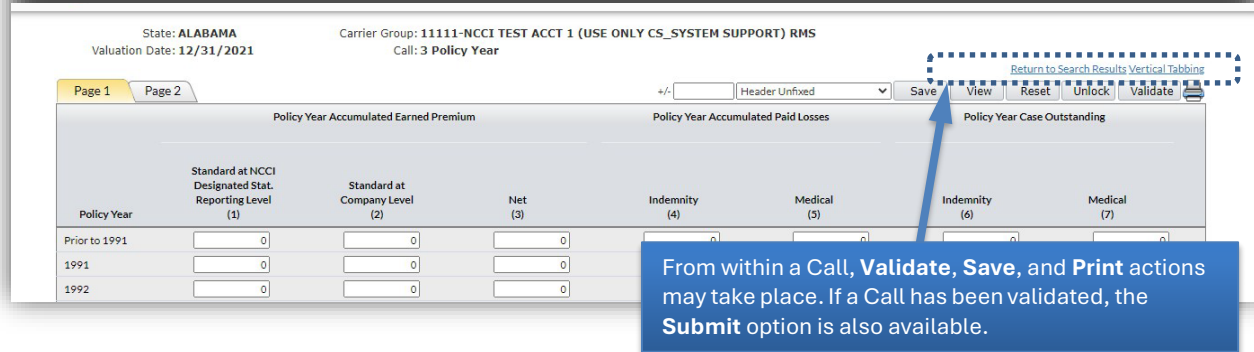 State: ALABAMA Carrier Group: 11111-NCCI TEST ACCT 1 (USE ONLY CS_SYSTEM SUPPORT) RMS
Valuation Date: 12/31/2021 Call: 3 Policy Year
Return to Search Results Vertical Tabbing
Page 1 Page 2 +/- Header Unfixed Save View Reset Unlock Validate
Policy Year Accumulated Earned Premium Policy Year Accumulated Paid Losses Policy Year Case Outstanding
Standard at NCCI
Designated Stat. Standard at
Reporting Level Company Level Net Indemnity Medical Indemnity Medical
Policy Year (1) (2) (3) (4) (5) (6) (7)
Prior to 1991 0 0 0 0 0 0 0
1991 0 0 0
1992 0 0 0
From within a Call, Validate, Save, and Print actions
may take place. If a Call has been validated, the
Submit option is also available.